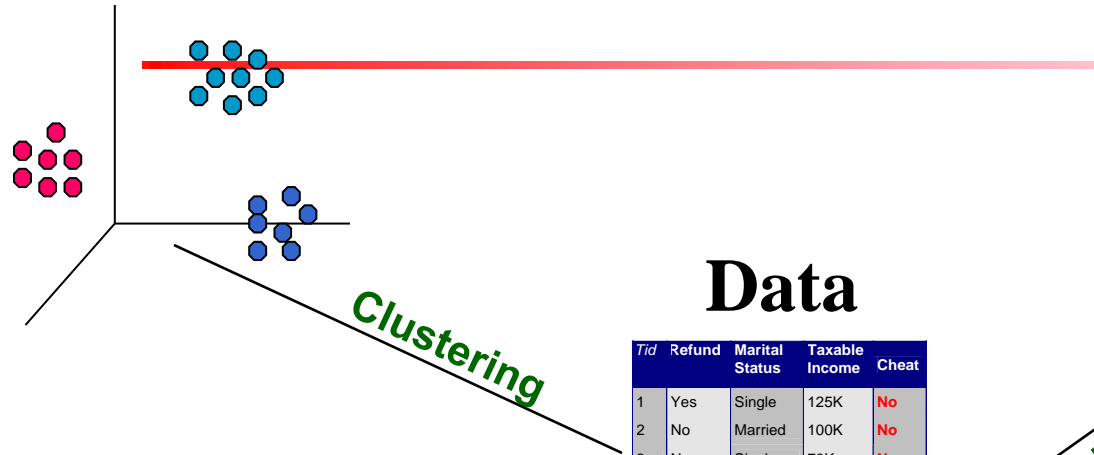 Data
Clustering
Tid Refund Marital Status Taxable Income Cheat
1 Yes Single 125K No
2 No Married 100K No